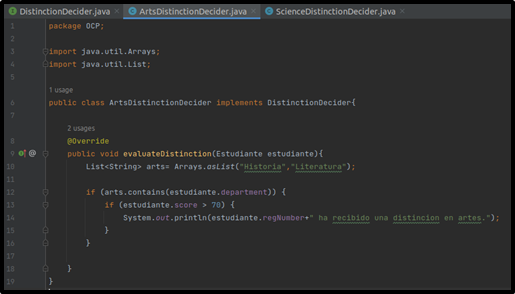 DistinctionDecider.java × ArtsDistinctionDecider.java × ScienceDistinctionDecider.java ×
1 package OCP;
2
3 import java.util.Arrays;
4 import java.util.List;
5
1 usage
6 public class ArtsDistinctionDecider implements DistinctionDecider{
7
2 usages
8 @Override
9 public void evaluateDistinction(Estudiante estudiante){
10 List<String> arts= Arrays.asList("Historia","Literatura");
11
12 if (arts.contains(estudiante.department)) {
13 if (estudiante.score > 70) {
14 System.out.println(estudiante.regNumber+" ha recibido una distincion en artes.");
15 }
16 }
17
18 }
19 }